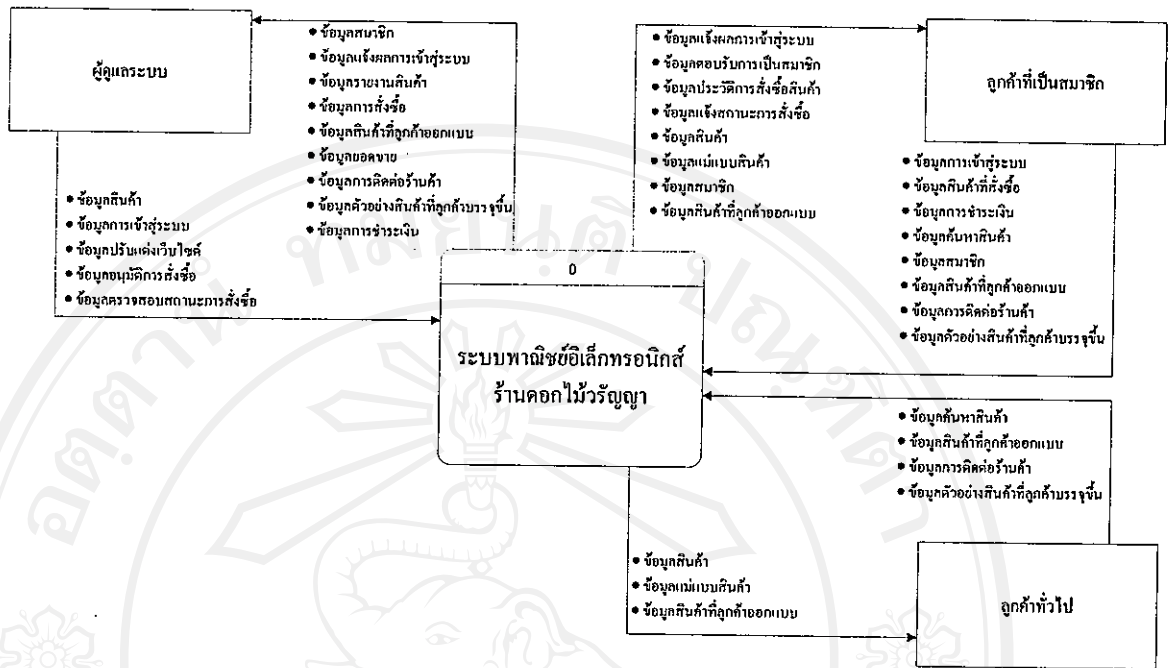 ผู้ดูแลระบบ
• ข้อมูลสมาชิก
• ข้อมูลแจ้งผลการเข้าสู่ระบบ
• ข้อมูลรายงานสินค้า
• ข้อมูลการสั่งซื้อ
• ข้อมูลสินค้าที่ลูกค้าออกแบบ
• ข้อมูลยอดขาย
• ข้อมูลการติดต่อร้านค้า
• ข้อมูลตัวอย่างสินค้าที่ลูกค้าบรรจุขึ้น
• ข้อมูลการชำระเงิน
• ข้อมูลสินค้า
• ข้อมูลการเข้าสู่ระบบ
• ข้อมูลปรับแต่งเว็บไซต์
• ข้อมูลอนุมัติการสั่งซื้อ
• ข้อมูลตรวจสอบสถานะการสั่งซื้อ
• ข้อมูลแจ้งผลการเข้าสู่ระบบ
• ข้อมูลตอบรับการเป็นสมาชิก
• ข้อมูลประวัติการสั่งซื้อสินค้า
• ข้อมูลแจ้งสถานะการสั่งซื้อ
• ข้อมูลสินค้า
• ข้อมูลแม่แบบสินค้า
• ข้อมูลสมาชิก
• ข้อมูลสินค้าที่ลูกค้าออกแบบ
ลูกค้าที่เป็นสมาชิก
• ข้อมูลการเข้าสู่ระบบ
• ข้อมูลสินค้าที่สั่งซื้อ
• ข้อมูลการชำระเงิน
• ข้อมูลค้นหาสินค้า
• ข้อมูลสมาชิก
• ข้อมูลสินค้าที่ลูกค้าออกแบบ
• ข้อมูลการติดต่อร้านค้า
• ข้อมูลตัวอย่างสินค้าที่ลูกค้าบรรจุขึ้น
0
ระบบพาณิชย์อิเล็กทรอนิกส์
ร้านดอกไม้วรัญญา
• ข้อมูลค้นหาสินค้า
• ข้อมูลสินค้าที่ลูกค้าออกแบบ
• ข้อมูลการติดต่อร้านค้า
• ข้อมูลตัวอย่างสินค้าที่ลูกค้าบรรจุขึ้น
• ข้อมูลสินค้า
• ข้อมูลแม่แบบสินค้า
• ข้อมูลสินค้าที่ลูกค้าออกแบบ
ลูกค้าทั่วไป
อตฺตานํ ทมยนฺติ ปณฺฑิตา